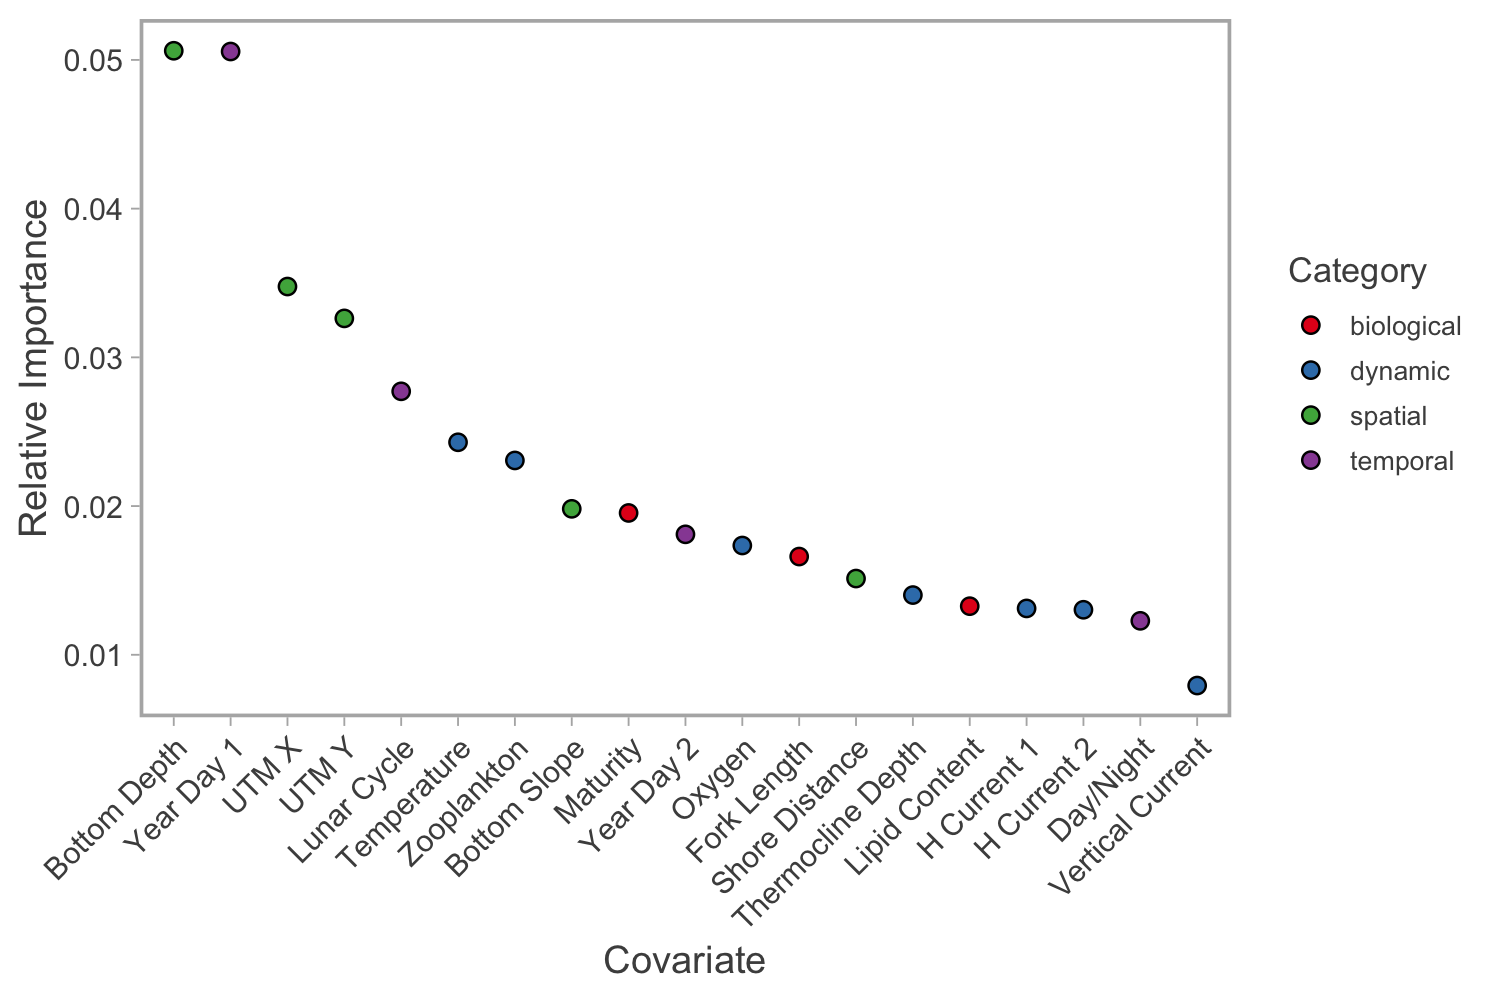 0.05
0.04
0.03
0.02
0.01
Relative Importance
Bottom Depth
Year Day 1
UTM X
UTM Y
Lunar Cycle
Temperature
Zooplankton
Bottom Slope
Maturity
Year Day 2
Oxygen
Fork Length
Shore Distance
Thermocline Depth
Lipid Content
H Current 1
H Current 2
Day/Night
Vertical Current
Covariate
Category
biological
dynamic
spatial
temporal